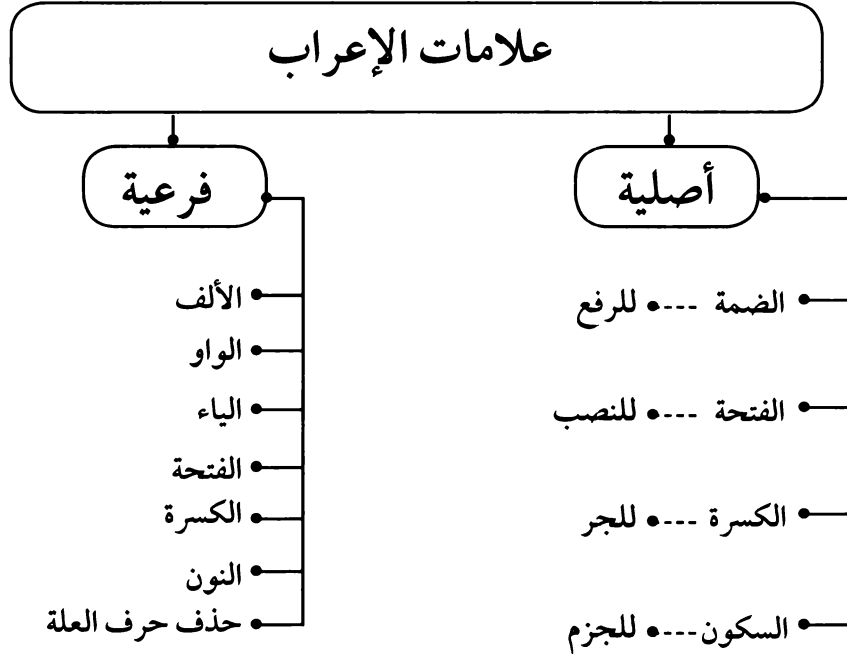 علامات الإعراب
أصلية
الضمة ---• للرفع
الفتحة ---• للنصب
الكسرة ---• للجر
السكون---• للجزم
فرعية
الألف
الواو
الياء
الفتحة
الكسرة
النون
حذف حرف العلة